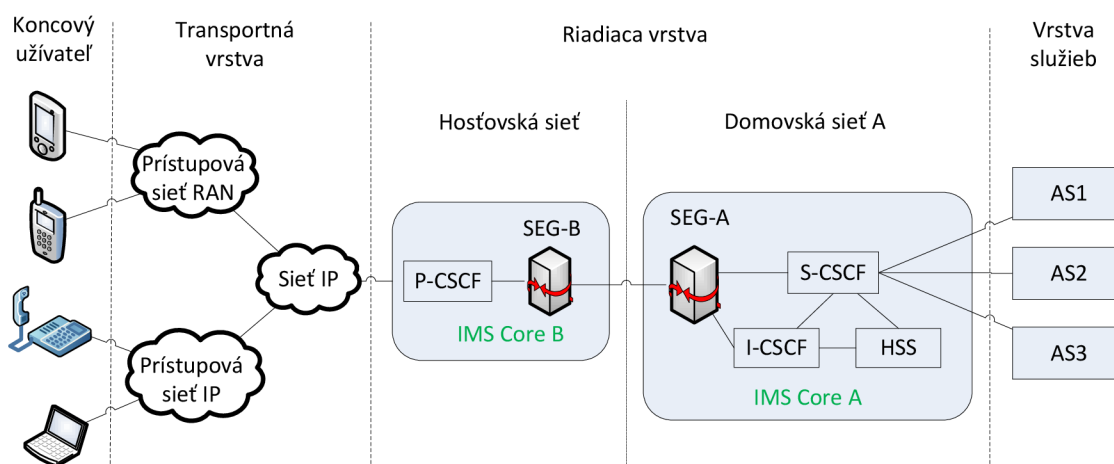 Koncový
užívateľ
Transportná
vrstva
Riadiaca vrstva
Vrstva
služieb
Hosťovská sieť
Domovská sieť A
Prístupová
sieť RAN
Sieť IP
Prístupová
sieť IP
SEG-B
P-CSCF
IMS Core B
SEG-A
S-CSCF
I-CSCF
HSS
IMS Core A
AS1
AS2
AS3